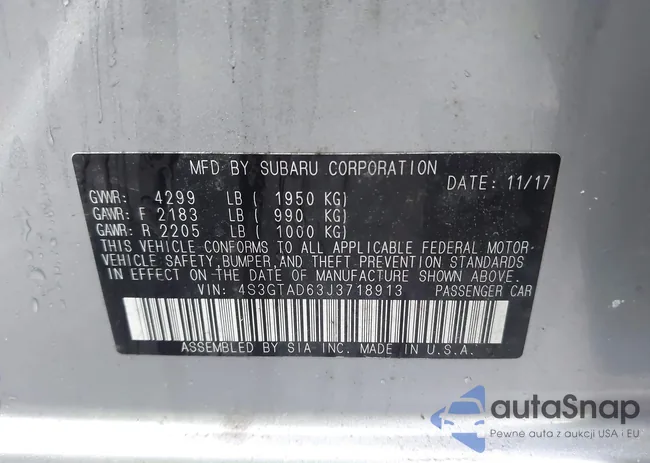 MFD BY SUBARU CORPORATION
DATE: 11/17
GVWR: 4299 LB ( 1950 KG)
GAWR: F 2183 LB ( 990 KG)
GAWR: R 2205 LB ( 1000 KG)
THIS VEHICLE CONFORMS TO ALL APPLICABLE FEDERAL MOTOR-
VEHICLE SAFETY, BUMPER, AND THEFT PREVENTION STANDARDS
IN EFFECT ON THE DATE OF MANUFACTURE SHOWN ABOVE.
VIN: 4S3GTAD63J3718913 PASSENGER CAR
ASSEMBLED BY SIA-INC. MADE IN U.S.A.
autaSnap
Pewne auta z aukcji USA i EU